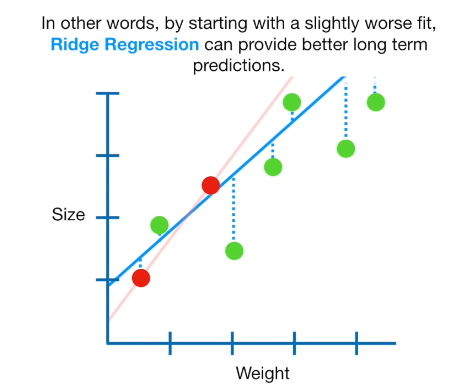 In other words, by starting with a slightly worse fit,
Ridge Regression can provide better long term
predictions.
Size
Weight